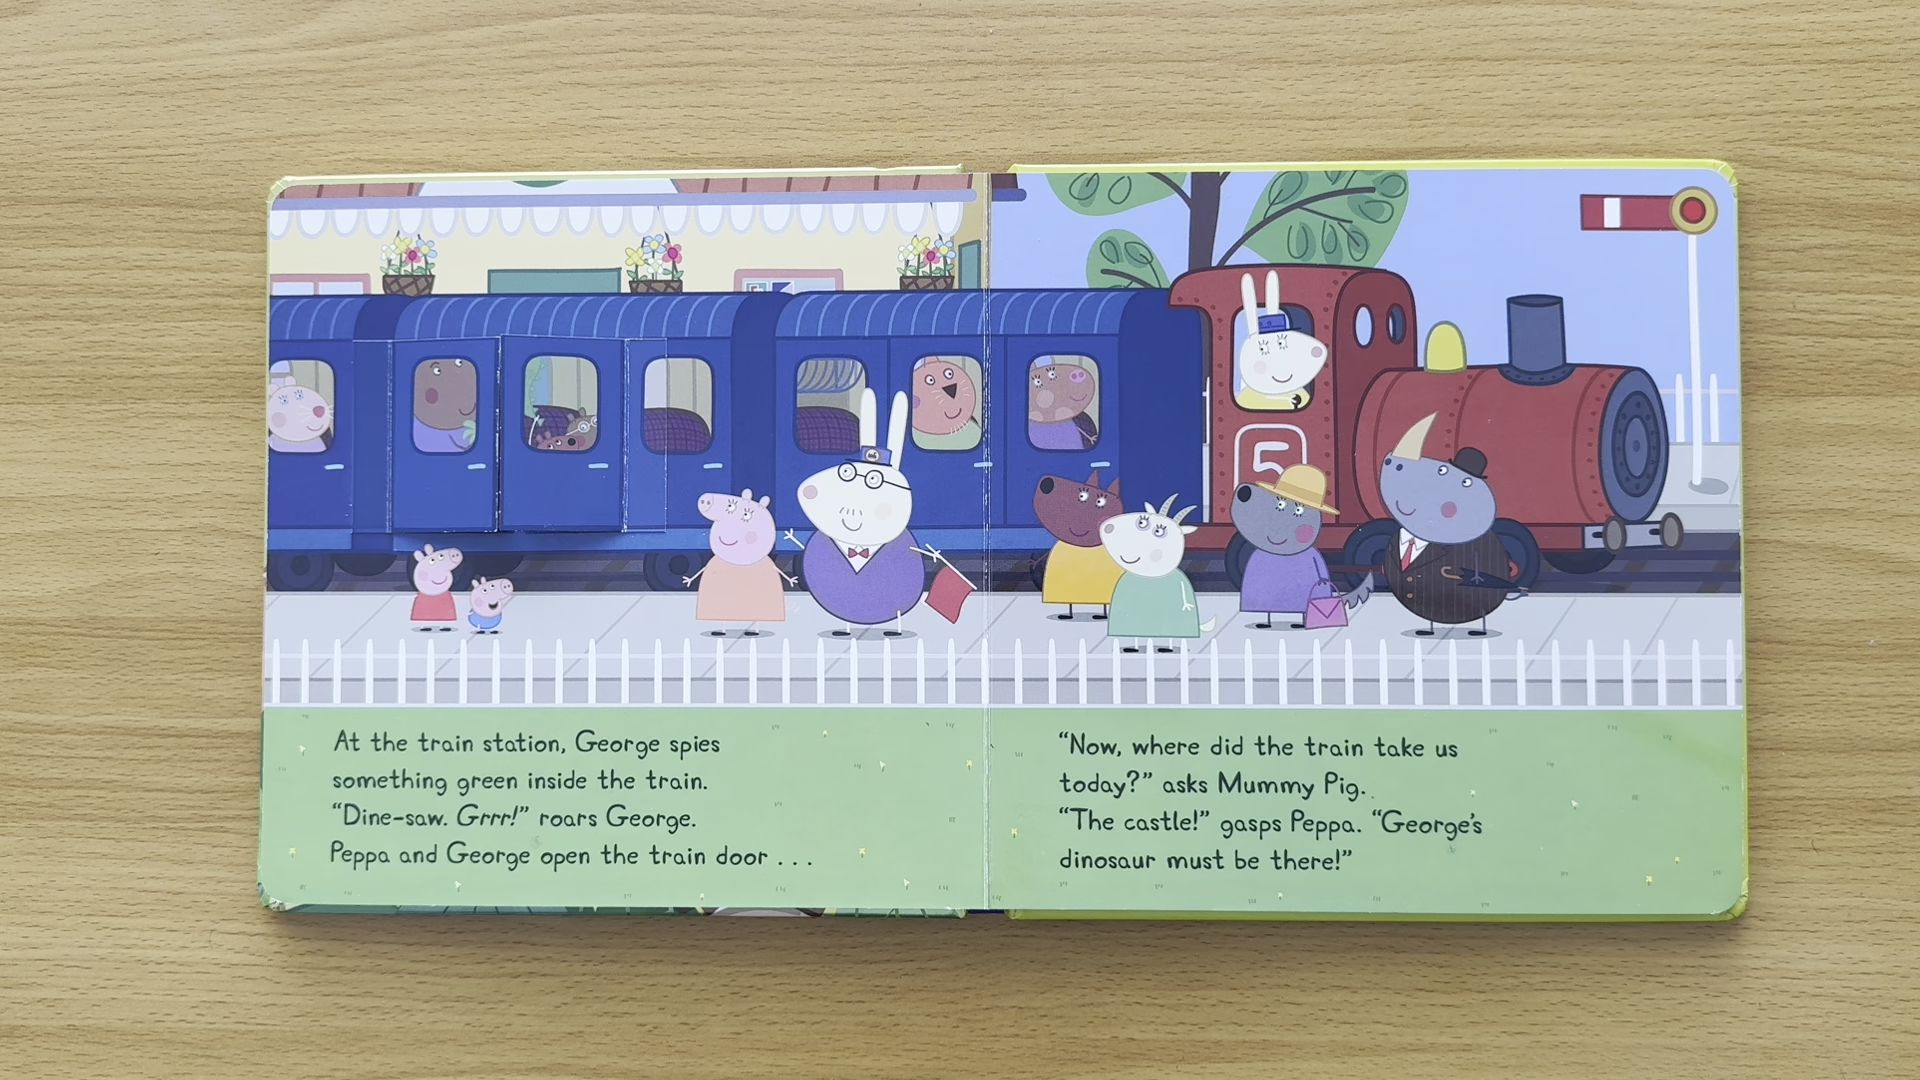 5
At the train station, George spies
something green inside the train.
“Dine-saw. Grrr!” roars George.
Peppa and George open the train door . . .
“Now, where did the train take us
today?” asks Mummy Pig.
“The castle!” gasps Peppa. “George’s
dinosaur must be there!”